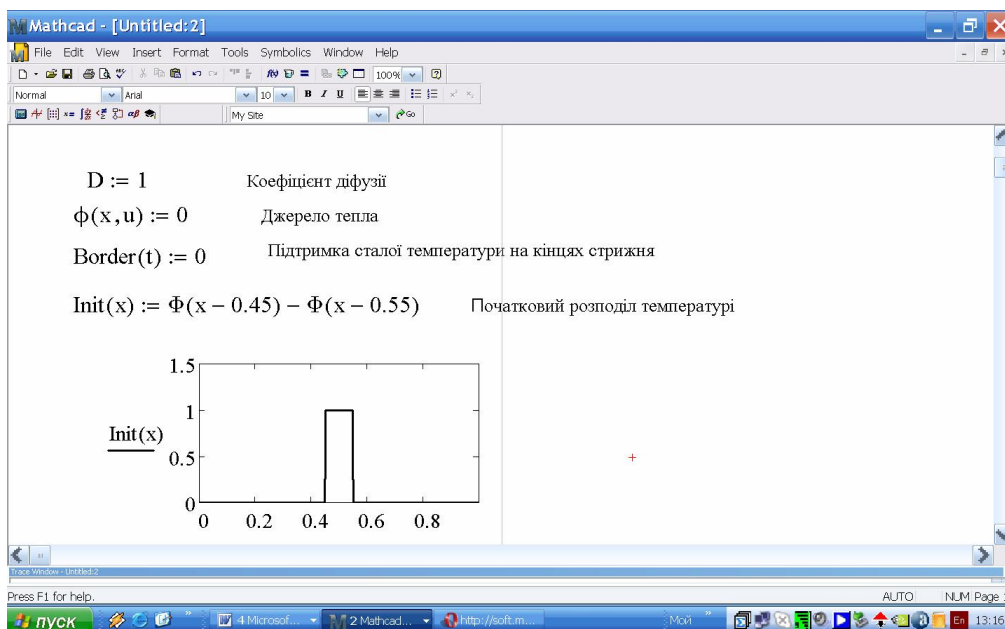 Mathcad - [Untitled:2]
File Edit View Insert Format Tools Symbolics Window Help
100%
Normal Arial 10 B I U
My Site Go
D := 1 Коефіцієнт діфузії
ϕ(x,u) := 0 Джерело тепла
Border(t) := 0 Підтримка сталої температури на кінцях стрижня
Init(x) := Φ(x − 0.45) − Φ(x − 0.55) Початковий розподіл температурі
1.5
1
Init(x)
0.5
0
0 0.2 0.4 0.6 0.8
Trace Window - Untitled:2
Press F1 for help. AUTO NUM Page
пуск 4 Microsof... 2 Mathcad... http://soft.m... Мой En 13:16